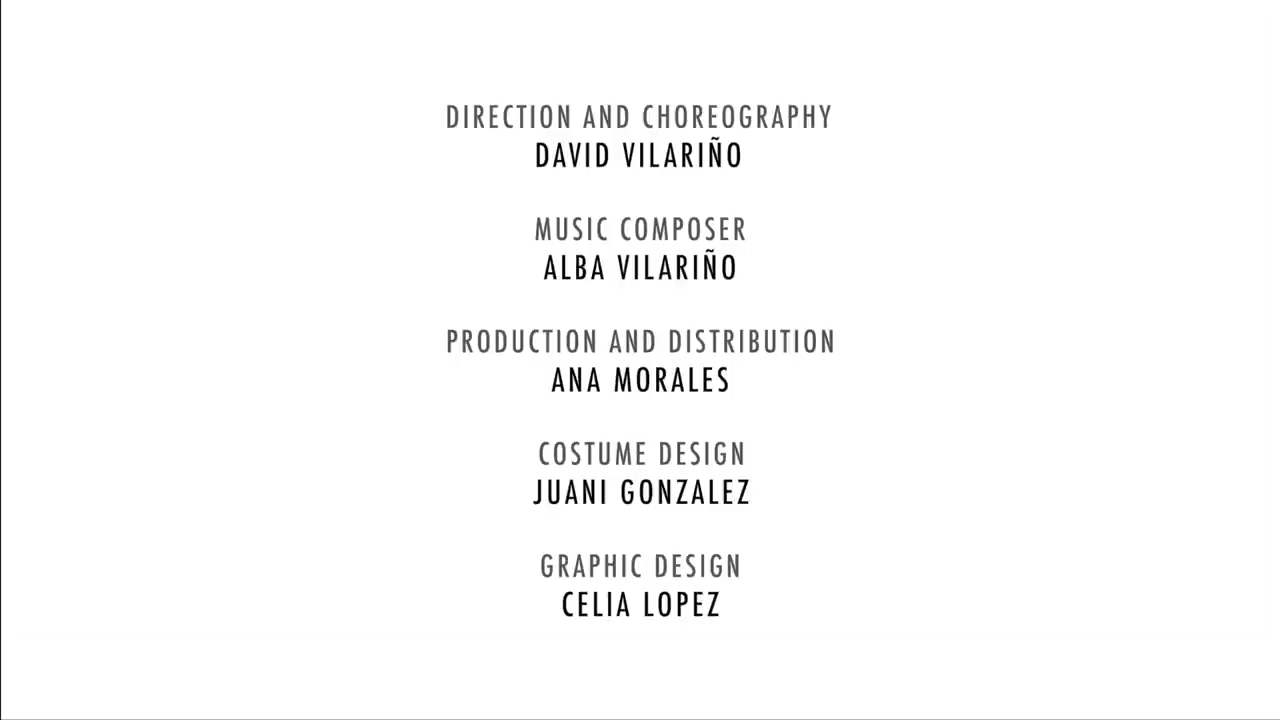 DIRECTION AND CHOREOGRAPHY
DAVID VILARIÑO
MUSIC COMPOSER
ALBA VILARIÑO
PRODUCTION AND DISTRIBUTION
ANA MORALES
COSTUME DESIGN
JUANI GONZALEZ
GRAPHIC DESIGN
CELIA LOPEZ